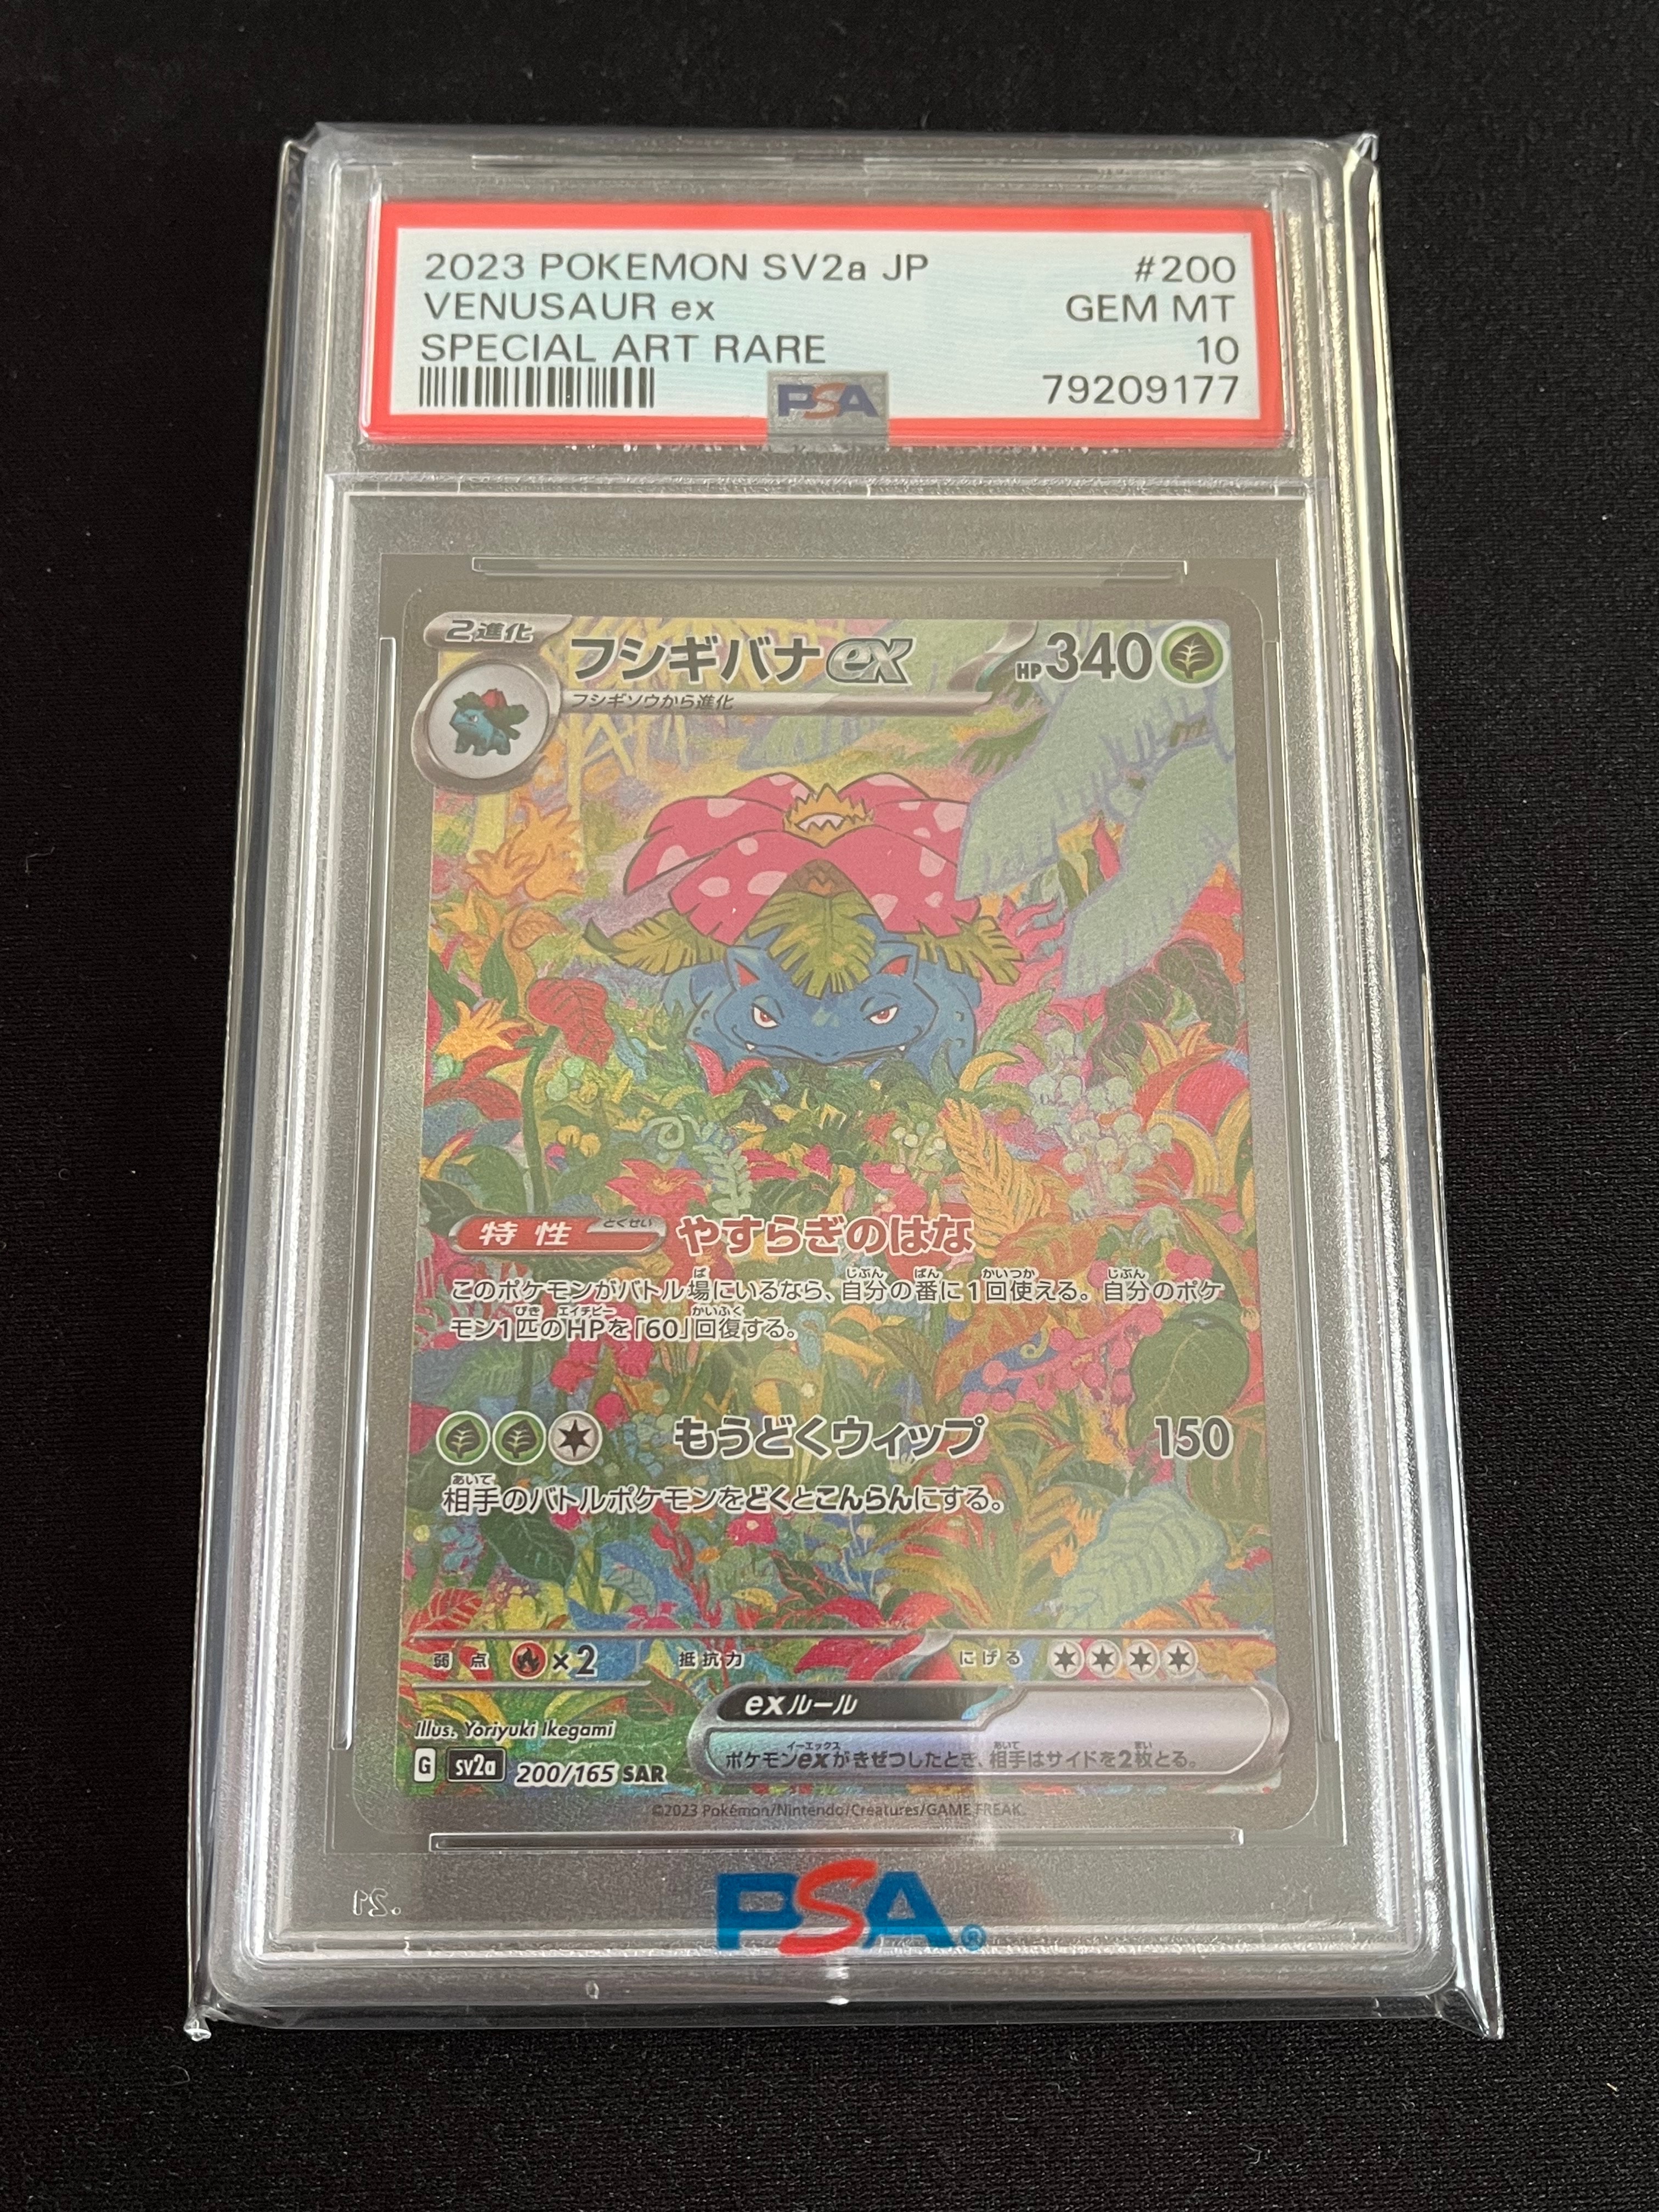 2023 POKEMON SV2a JP #200
VENUSAUR ex GEM MT
SPECIAL ART RARE 10
PSA 79209177
2進化 フシギバナex HP340
フシギソウから進化
特性 とくせい やすらぎのはな
このポケモンがバトル場にいるなら、自分の番に1回使える。自分のポケ
モン1匹のHPを「60」回復する。
もうどくウィップ 150
相手のバトルポケモンをどくとこんらんにする。
弱点 ×2 抵抗力 にげる
exルール
ポケモンexがきぜつしたとき、相手はサイドを2枚とる。
Illus. Yoriyuki Ikegami
G sv2a 200/165 SAR
©2023 Pokémon/Nintendo/Creatures/GAME FREAK.
PSA®